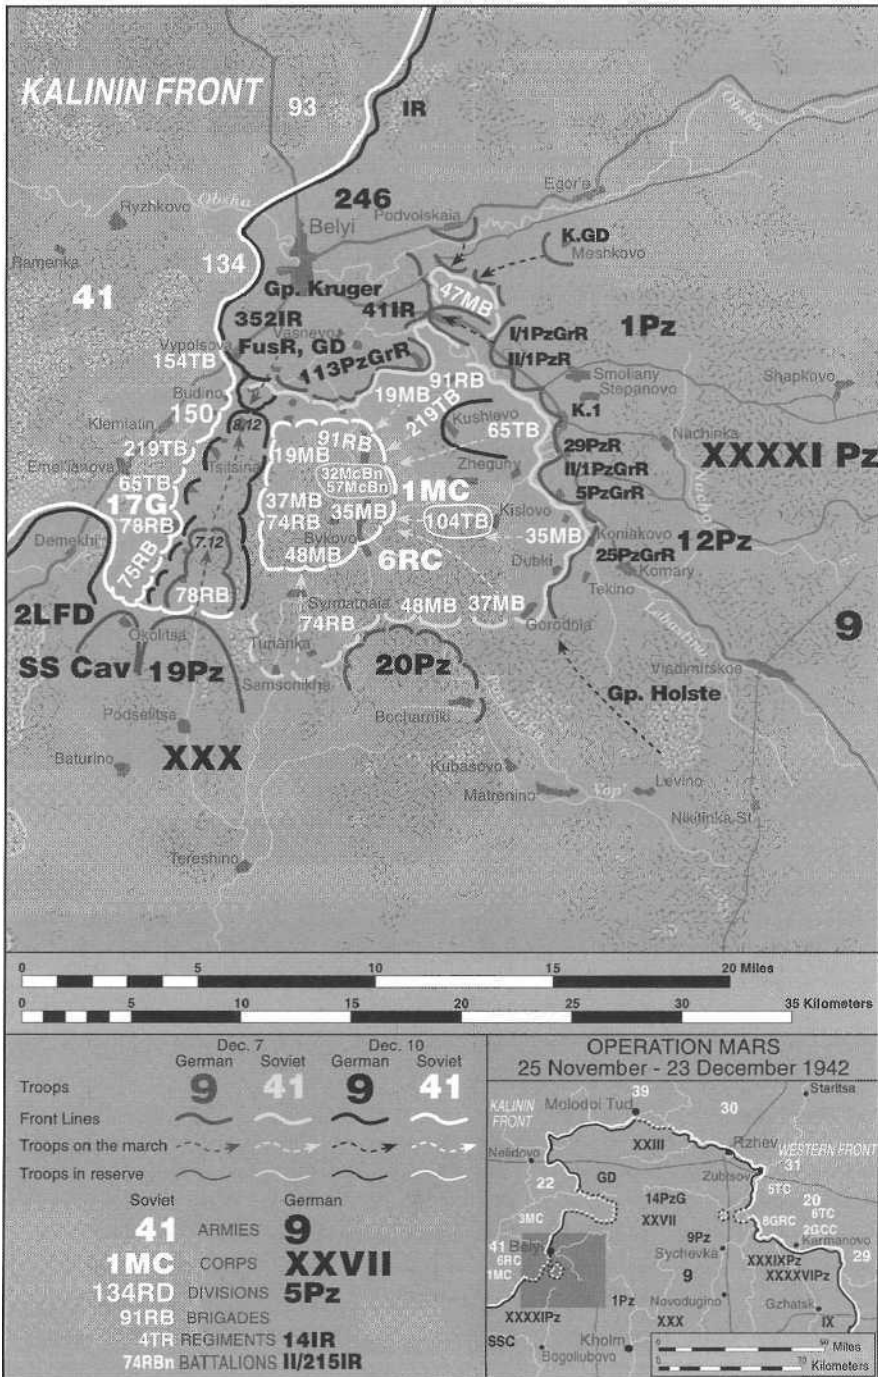 KALININ FRONT
93
IR
Obsha
Egor'e
246
Ryzhkovo
Obsha
Belyi
Podvolskaia
K.GD
Meshkovo
Ramenka
134
41
Gp. Kruger
47MB
352IR
41IR
Vypolsova
Vasnevo
I/1PzGrR
1Pz
FusR, GD
II/1PzR
154TB
113PzGrR
Smoliany
Stepanovo
Shapkovo
Budino
19MB
91RB
150
219TB
K.1
Klemiatin
8.12
Kushlevo
65TB
219TB
91RB
Nachinka
19MB
29PzR
XXXXI Pz
Emel'ianova
Tsitsina
Zheguny
II/1PzGrR
65TB
32McBn
57McBn
1MC
5PzGrR
17G
37MB
Kislovo
78RB
74RB
35MB
104TB
35MB
Koniakovo
12Pz
Demekhi
7.12
Bykovo
25PzGrR
75RB
48MB
6RC
Dubki
Komary
78RB
Tekino
2LFD
Syrmatnaia
48MB
37MB
74RB
Gorodnia
9
Okolitsa
Tunanka
SS Cav
19Pz
20Pz
Vladimirskoe
Samsonikha
Gp. Holste
Podselitsa
Bocharniki
XXX
Baturino
Kubasovo
Levino
Matrenino
Vop'
Nikitinka St
Tereshino
0 5 10 15 20 Miles
0 5 10 15 20 25 30 35 Kilometers
Dec. 7 Dec. 10
German Soviet German Soviet
Troops 9 41 9 41
Front Lines
Troops on the march
Troops in reserve
Soviet German
41 ARMIES 9
1MC CORPS XXVII
134RD DIVISIONS 5Pz
91RB BRIGADES
4TR REGIMENTS 14IR
74RBn BATTALIONS II/215IR
OPERATION MARS
25 November - 23 December 1942
39
Staritsa
KALININ
FRONT
Molodoi Tud
30
XXIII
Rzhev
WESTERN FRONT
Nelidovo
Zubtsov
31
GD
5TC
22
14PzG
20
6TC
3MC
XXVII
8GRC
2GCC
9Pz
Karmanovo
41
Belyi
Sychevka
6RC
XXXIXPz
29
1MC
9
XXXXVIPz
1Pz
Novodugino
Gzhatsk
XXXXIPz
XXX
IX
SSC
Kholm
Bogoliubovo
Miles
Kilometers